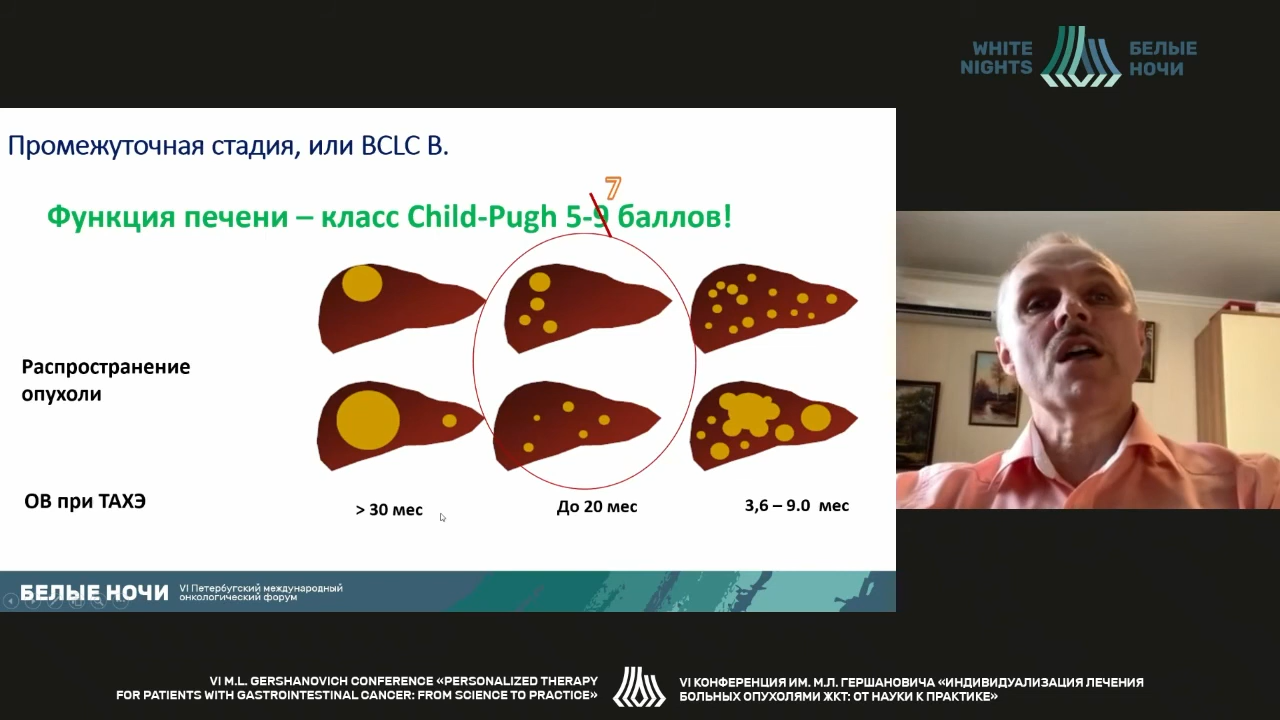 WHITE
NIGHTS
БЕЛЫЕ
НОЧИ
Промежуточная стадия, или BCLC B.
7
Функция печени – класс Child-Pugh 5-9 баллов!
Распространение
опухоли
ОВ при ТАХЭ
> 30 мес
До 20 мес
3,6 – 9.0 мес
БЕЛЫЕ НОЧИ
VI Петербугский международный
онкологический форум
VI M.L. GERSHANOVICH CONFERENCE «PERSONALIZED THERAPY
FOR PATIENTS WITH GASTROINTESTINAL CANCER: FROM SCIENCE TO PRACTICE»
VI КОНФЕРЕНЦИЯ ИМ. М.Л. ГЕРШАНОВИЧА «ИНДИВИДУАЛИЗАЦИЯ ЛЕЧЕНИЯ
БОЛЬНЫХ ОПУХОЛЯМИ ЖКТ: ОТ НАУКИ К ПРАКТИКЕ»